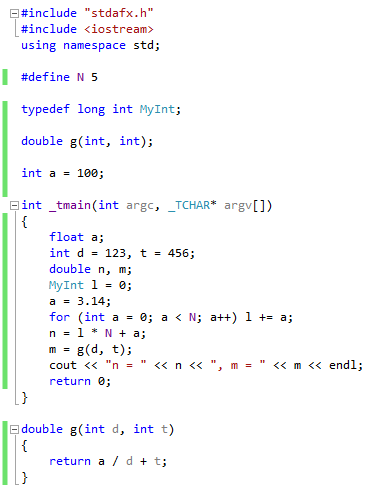 #include "stdafx.h"
#include <iostream>
using namespace std;
#define N 5
typedef long int MyInt;
double g(int, int);
int a = 100;
int _tmain(int argc, _TCHAR* argv[])
{
float a;
int d = 123, t = 456;
double n, m;
MyInt l = 0;
a = 3.14;
for (int a = 0; a < N; a++) l += a;
n = l * N + a;
m = g(d, t);
cout << "n = " << n << ", m = " << m << endl;
return 0;
}
double g(int d, int t)
{
return a / d + t;
}